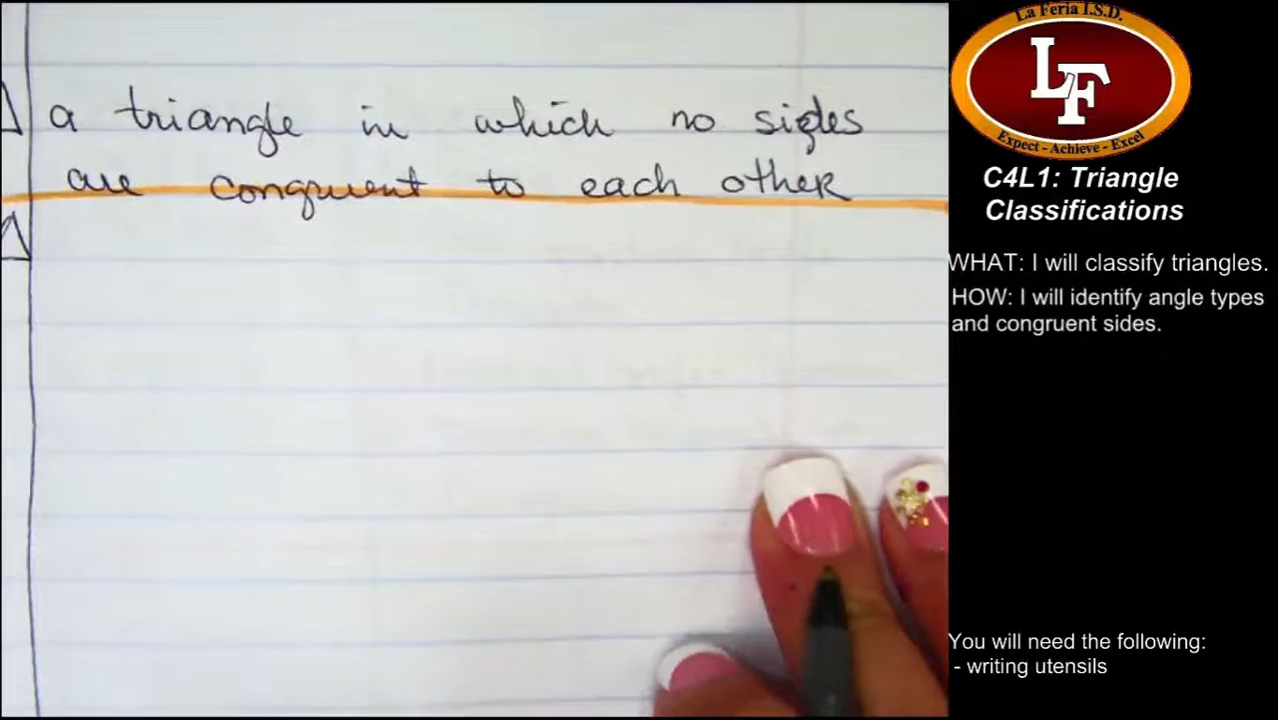 a triangle in which no sides
are congruent to each other
La Feria I.S.D.
LF
Expect - Achieve - Excel
C4L1: Triangle
Classifications
WHAT: I will classify triangles.
HOW: I will identify angle types
and congruent sides.
You will need the following:
- writing utensils